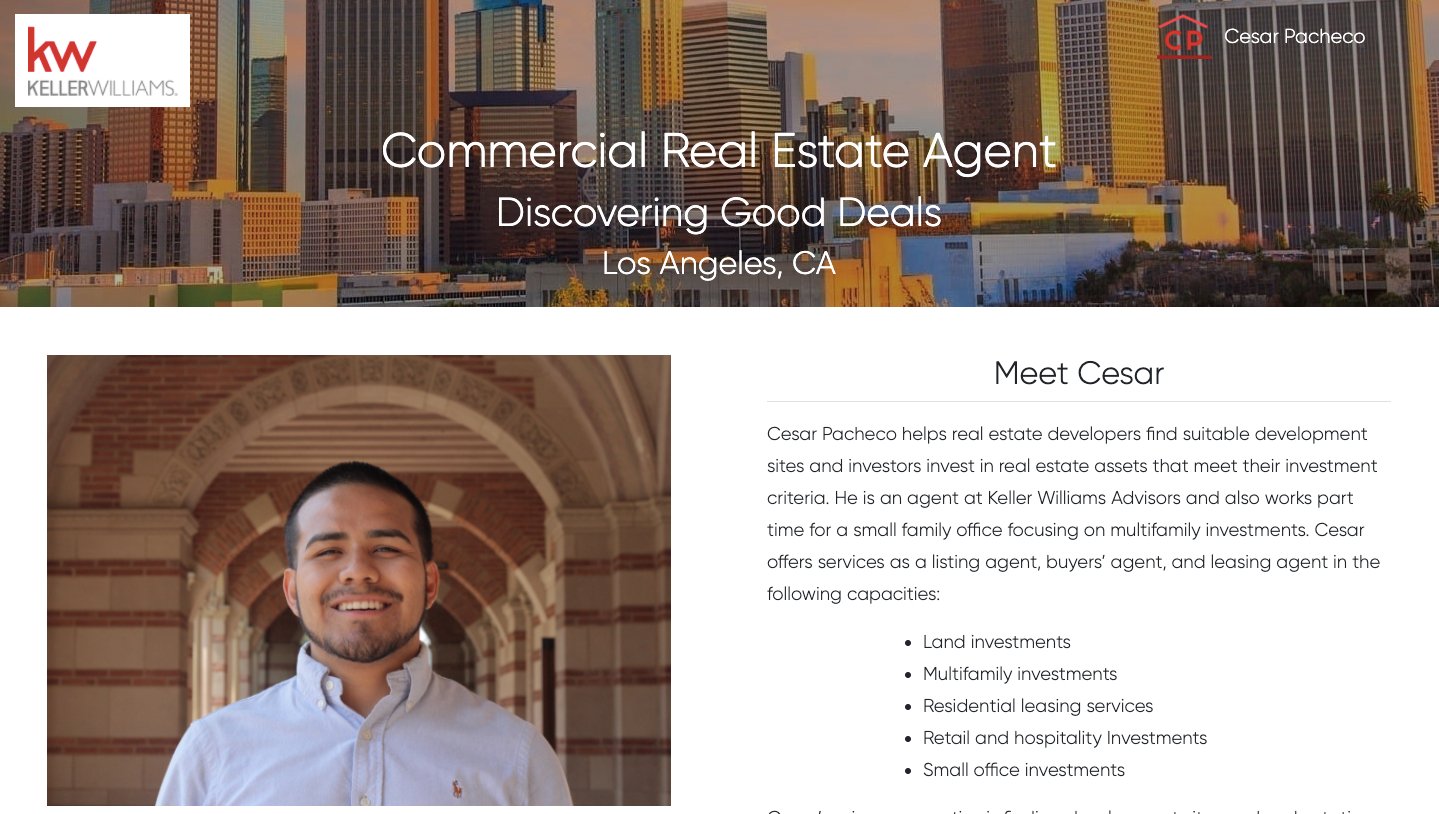 kw
KELLERWILLIAMS.
CP
Cesar Pacheco
Commercial Real Estate Agent
Discovering Good Deals
Los Angeles, CA
Meet Cesar
Cesar Pacheco helps real estate developers find suitable development
sites and investors invest in real estate assets that meet their investment
criteria. He is an agent at Keller Williams Advisors and also works part
time for a small family office focusing on multifamily investments. Cesar
offers services as a listing agent, buyers’ agent, and leasing agent in the
following capacities:
• Land investments
• Multifamily investments
• Residential leasing services
• Retail and hospitality Investments
• Small office investments